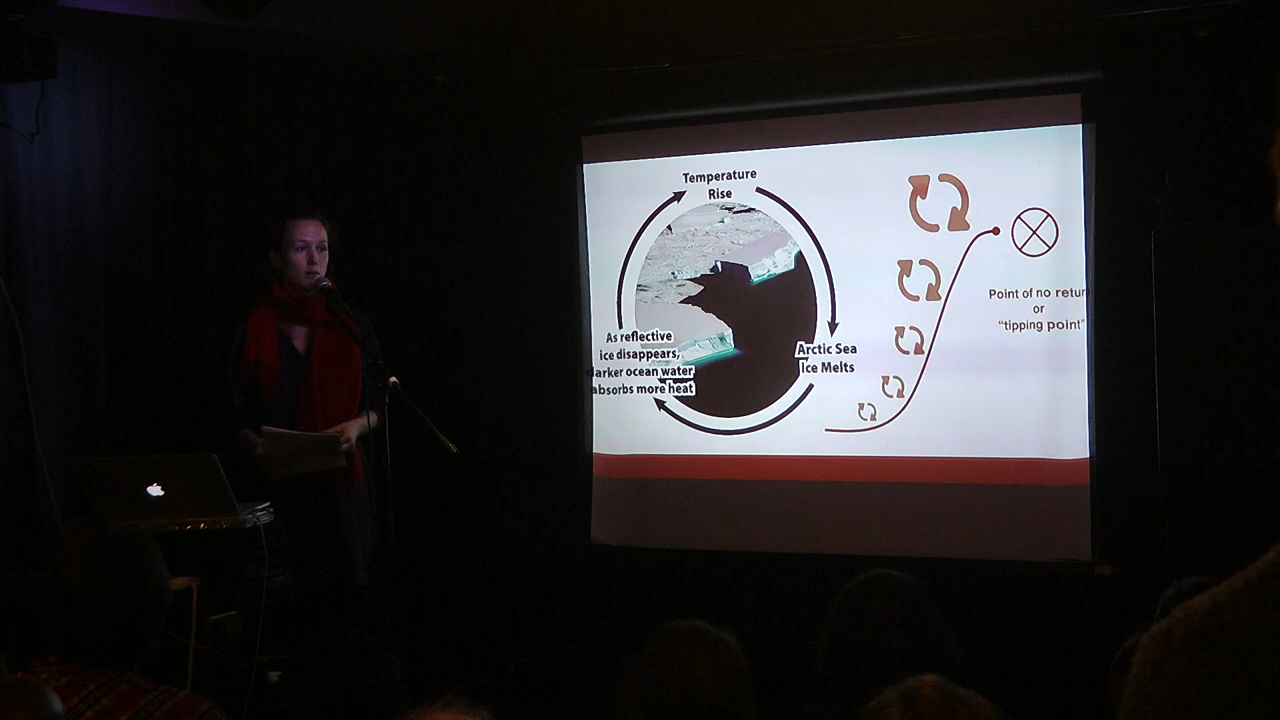 Temperature
Rise
As reflective
ice disappears,
darker ocean water
absorbs more heat
Arctic Sea
Ice Melts
Point of no return
or
"tipping point"